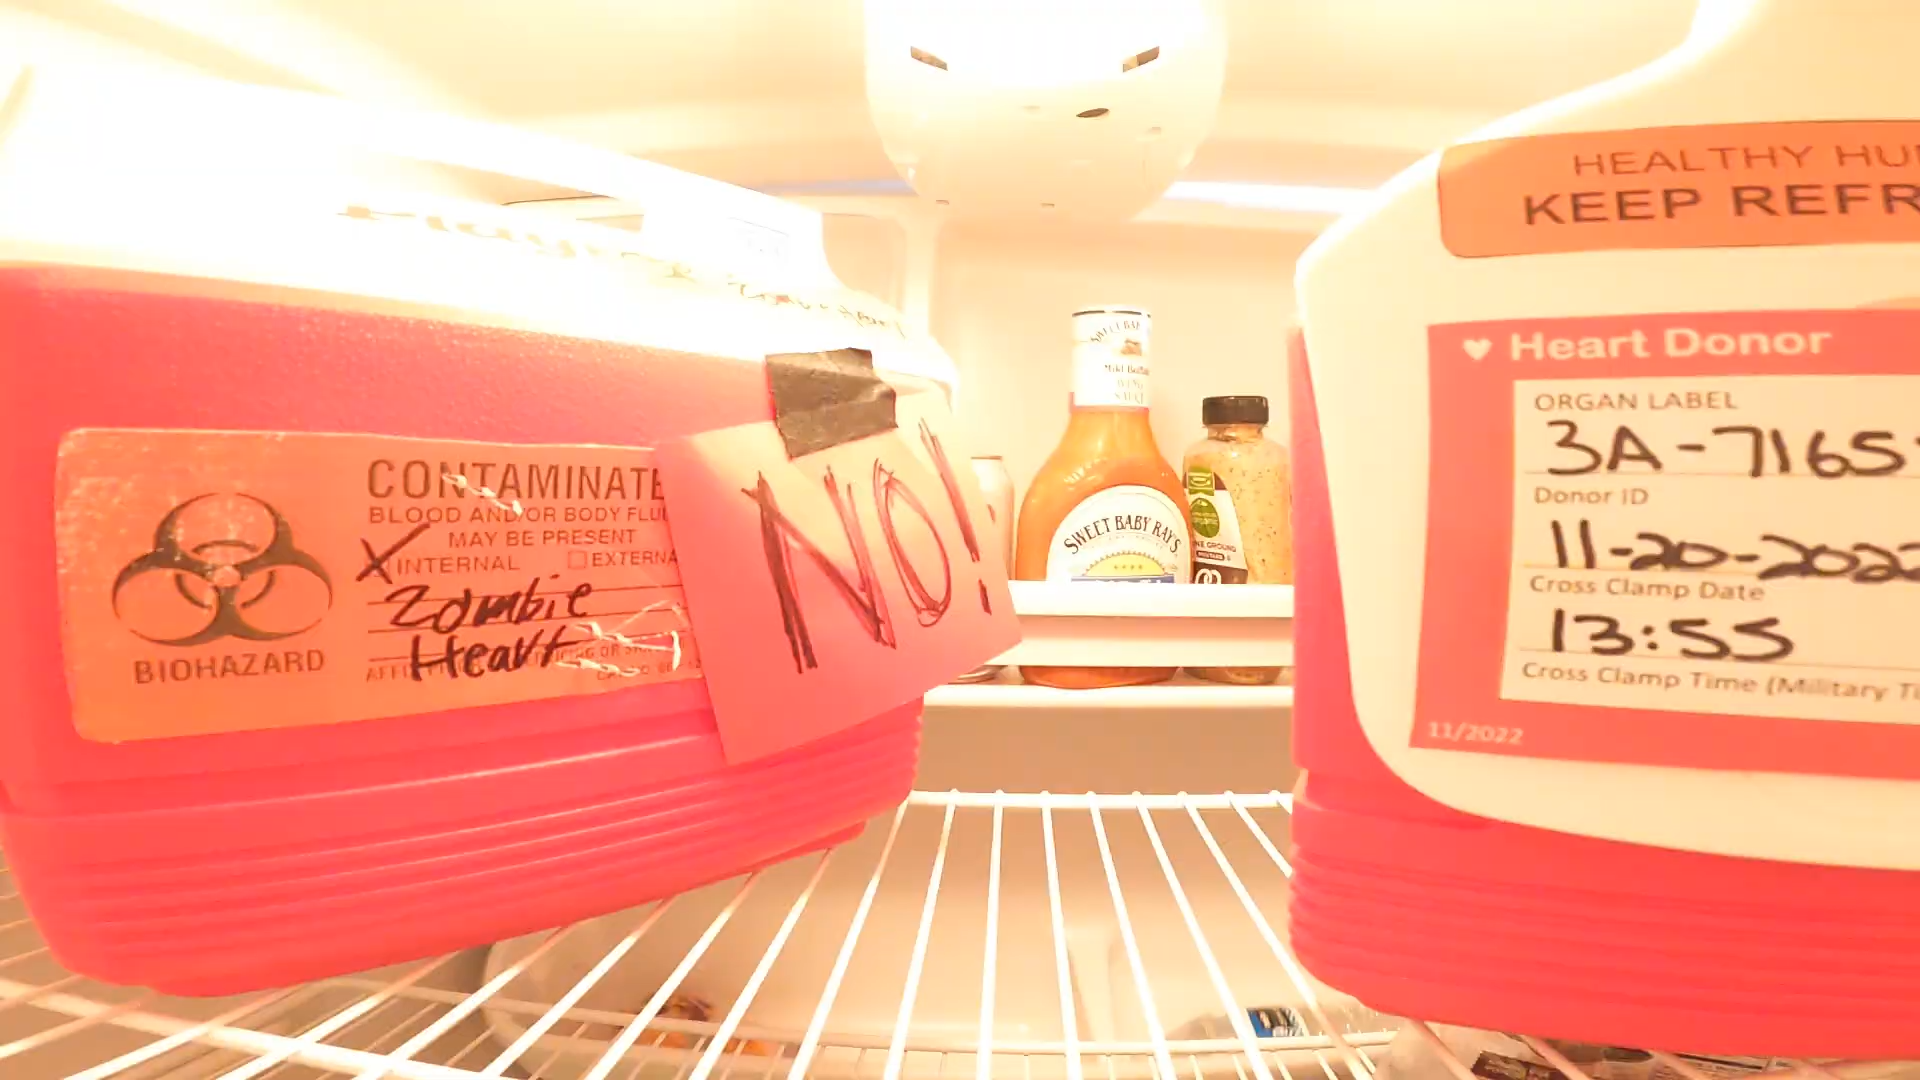 CONTAMINATE
BLOOD AND/OR BODY FLU
MAY BE PRESENT
X INTERNAL EXTERNA
Zombie
Heart
BIOHAZARD
NO!
SWEET BABY RAY'S
HEALTHY HU
KEEP REFR
Heart Donor
ORGAN LABEL
3A-7165
Donor ID
11-20-2022
Cross Clamp Date
13:55
Cross Clamp Time (Military Ti
11/2022